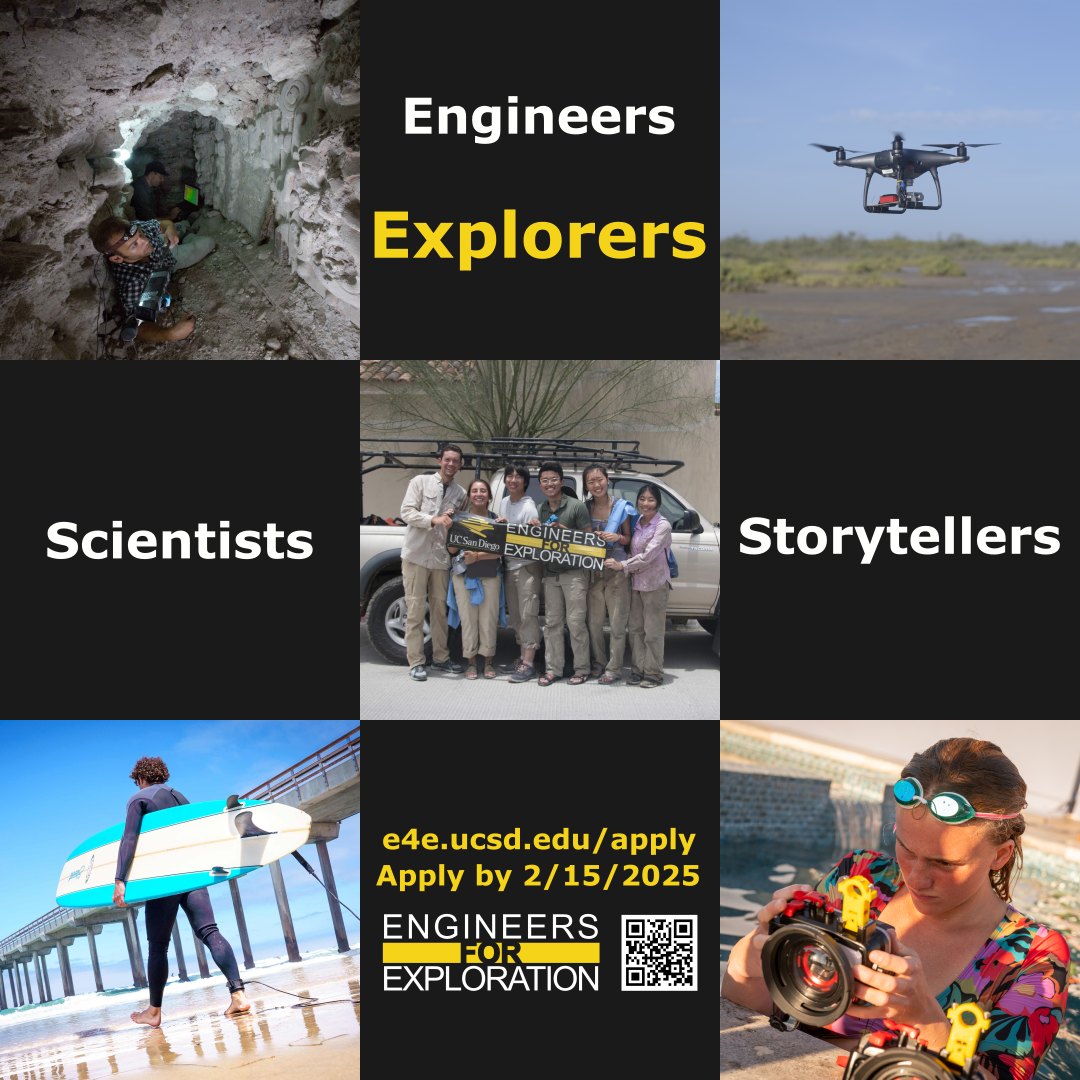 Engineers
Explorers
Scientists
UC San Diego
ENGINEERS
FOR
EXPLORATION
Storytellers
e4e.ucsd.edu/apply
Apply by 2/15/2025
ENGINEERS
FOR
EXPLORATION